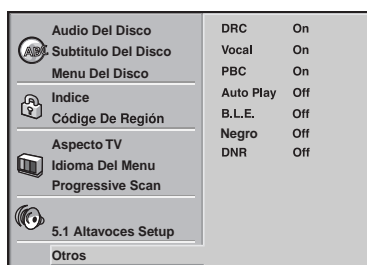 Audio Del Disco
Subtitulo Del Disco
Menu Del Disco
Indice
Códige De Región
Aspecto TV
Idioma Del Menu
Progressive Scan
5.1 Altavoces Setup
Otros
DRC On
Vocal On
PBC On
Auto Play Off
B.L.E. Off
Negro Off
DNR Off
ABC